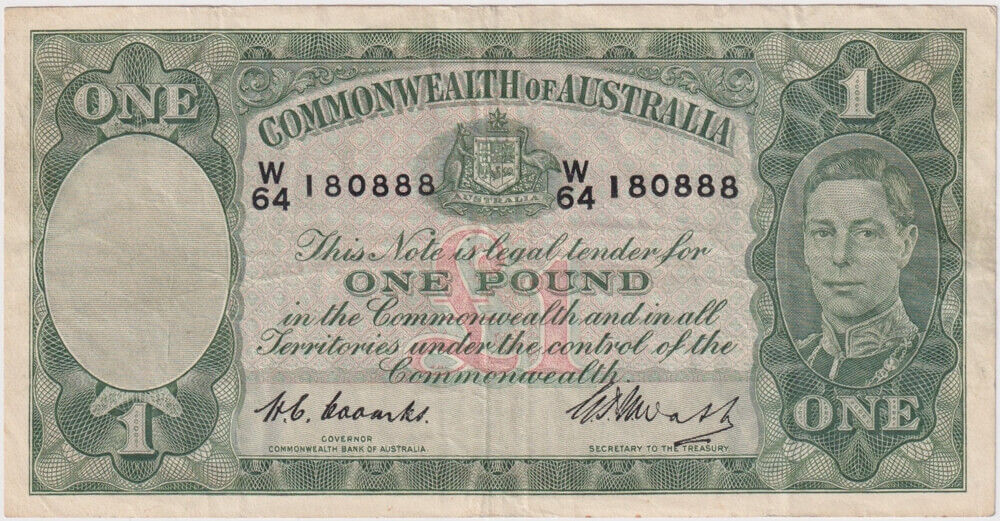 ONE
1
COMMONWEALTH OF AUSTRALIA
W/64 180888
W/64 180888
AUSTRALIA
This Note is legal tender for
ONE POUND
£1
in the Commonwealth and in all
Territories under the control of the
Commonwealth.
H.C. Coombs.
GOVERNOR
COMMONWEALTH BANK OF AUSTRALIA.
SECRETARY TO THE TREASURY.
1
ONE